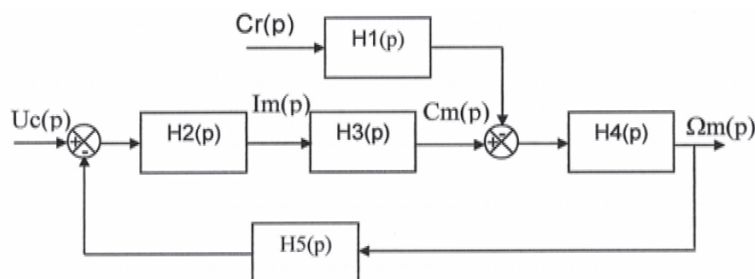 Cr(p)
H1(p)
Uc(p)
+
-
H2(p)
Im(p)
H3(p)
Cm(p)
+
-
H4(p)
Ωm(p)
H5(p)